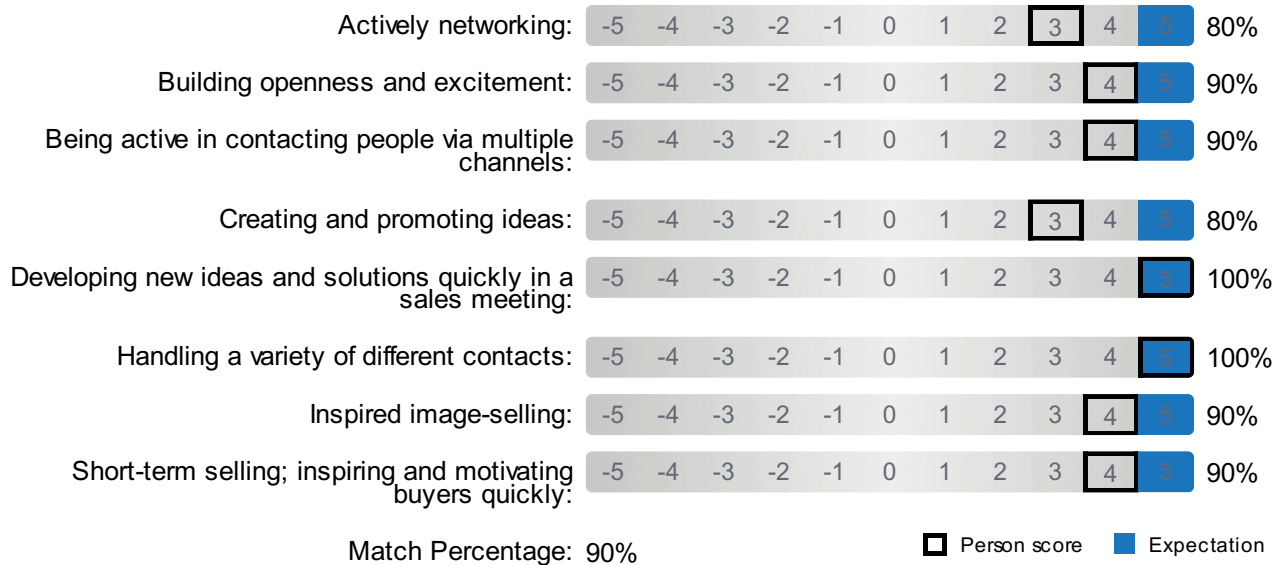 Actively networking: -5 -4 -3 -2 -1 0 1 2 3 4 5 80%
Building openness and excitement: -5 -4 -3 -2 -1 0 1 2 3 4 5 90%
Being active in contacting people via multiple
channels: -5 -4 -3 -2 -1 0 1 2 3 4 5 90%
Creating and promoting ideas: -5 -4 -3 -2 -1 0 1 2 3 4 5 80%
Developing new ideas and solutions quickly in a
sales meeting: -5 -4 -3 -2 -1 0 1 2 3 4 5 100%
Handling a variety of different contacts: -5 -4 -3 -2 -1 0 1 2 3 4 5 100%
Inspired image-selling: -5 -4 -3 -2 -1 0 1 2 3 4 5 90%
Short-term selling; inspiring and motivating
buyers quickly: -5 -4 -3 -2 -1 0 1 2 3 4 5 90%
Match Percentage: 90% Person score Expectation